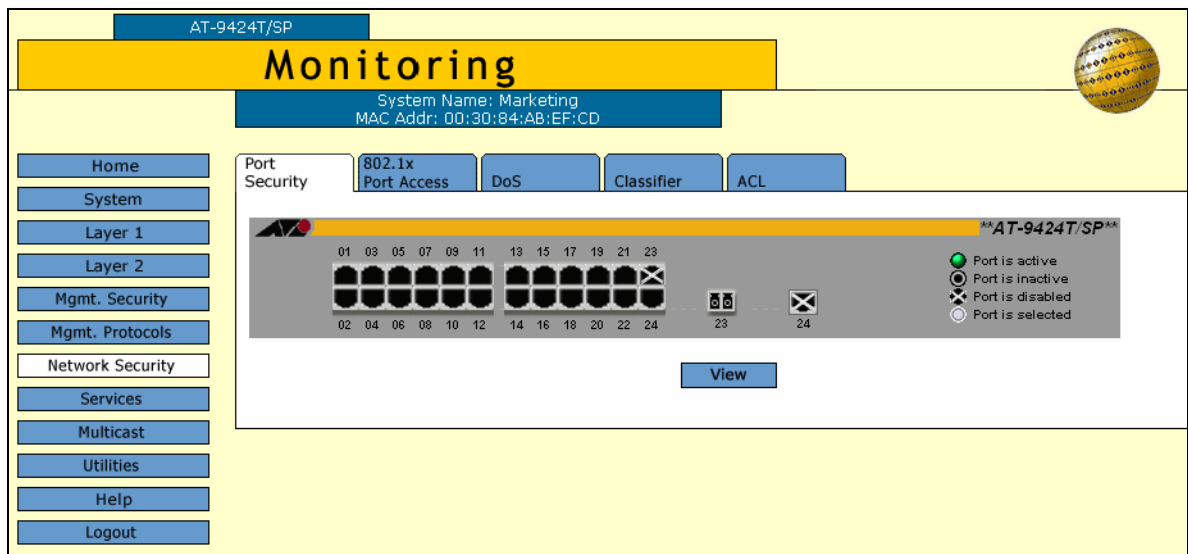 AT-9424T/SP
Monitoring
System Name: Marketing
MAC Addr: 00:30:84:AB:EF:CD
Home
System
Layer 1
Layer 2
Mgmt. Security
Mgmt. Protocols
Network Security
Services
Multicast
Utilities
Help
Logout
Port Security
802.1x Port Access
DoS
Classifier
ACL
**AT-9424T/SP**
01 03 05 07 09 11 13 15 17 19 21 23
02 04 06 08 10 12 14 16 18 20 22 24
23
24
Port is active
Port is inactive
Port is disabled
Port is selected
View